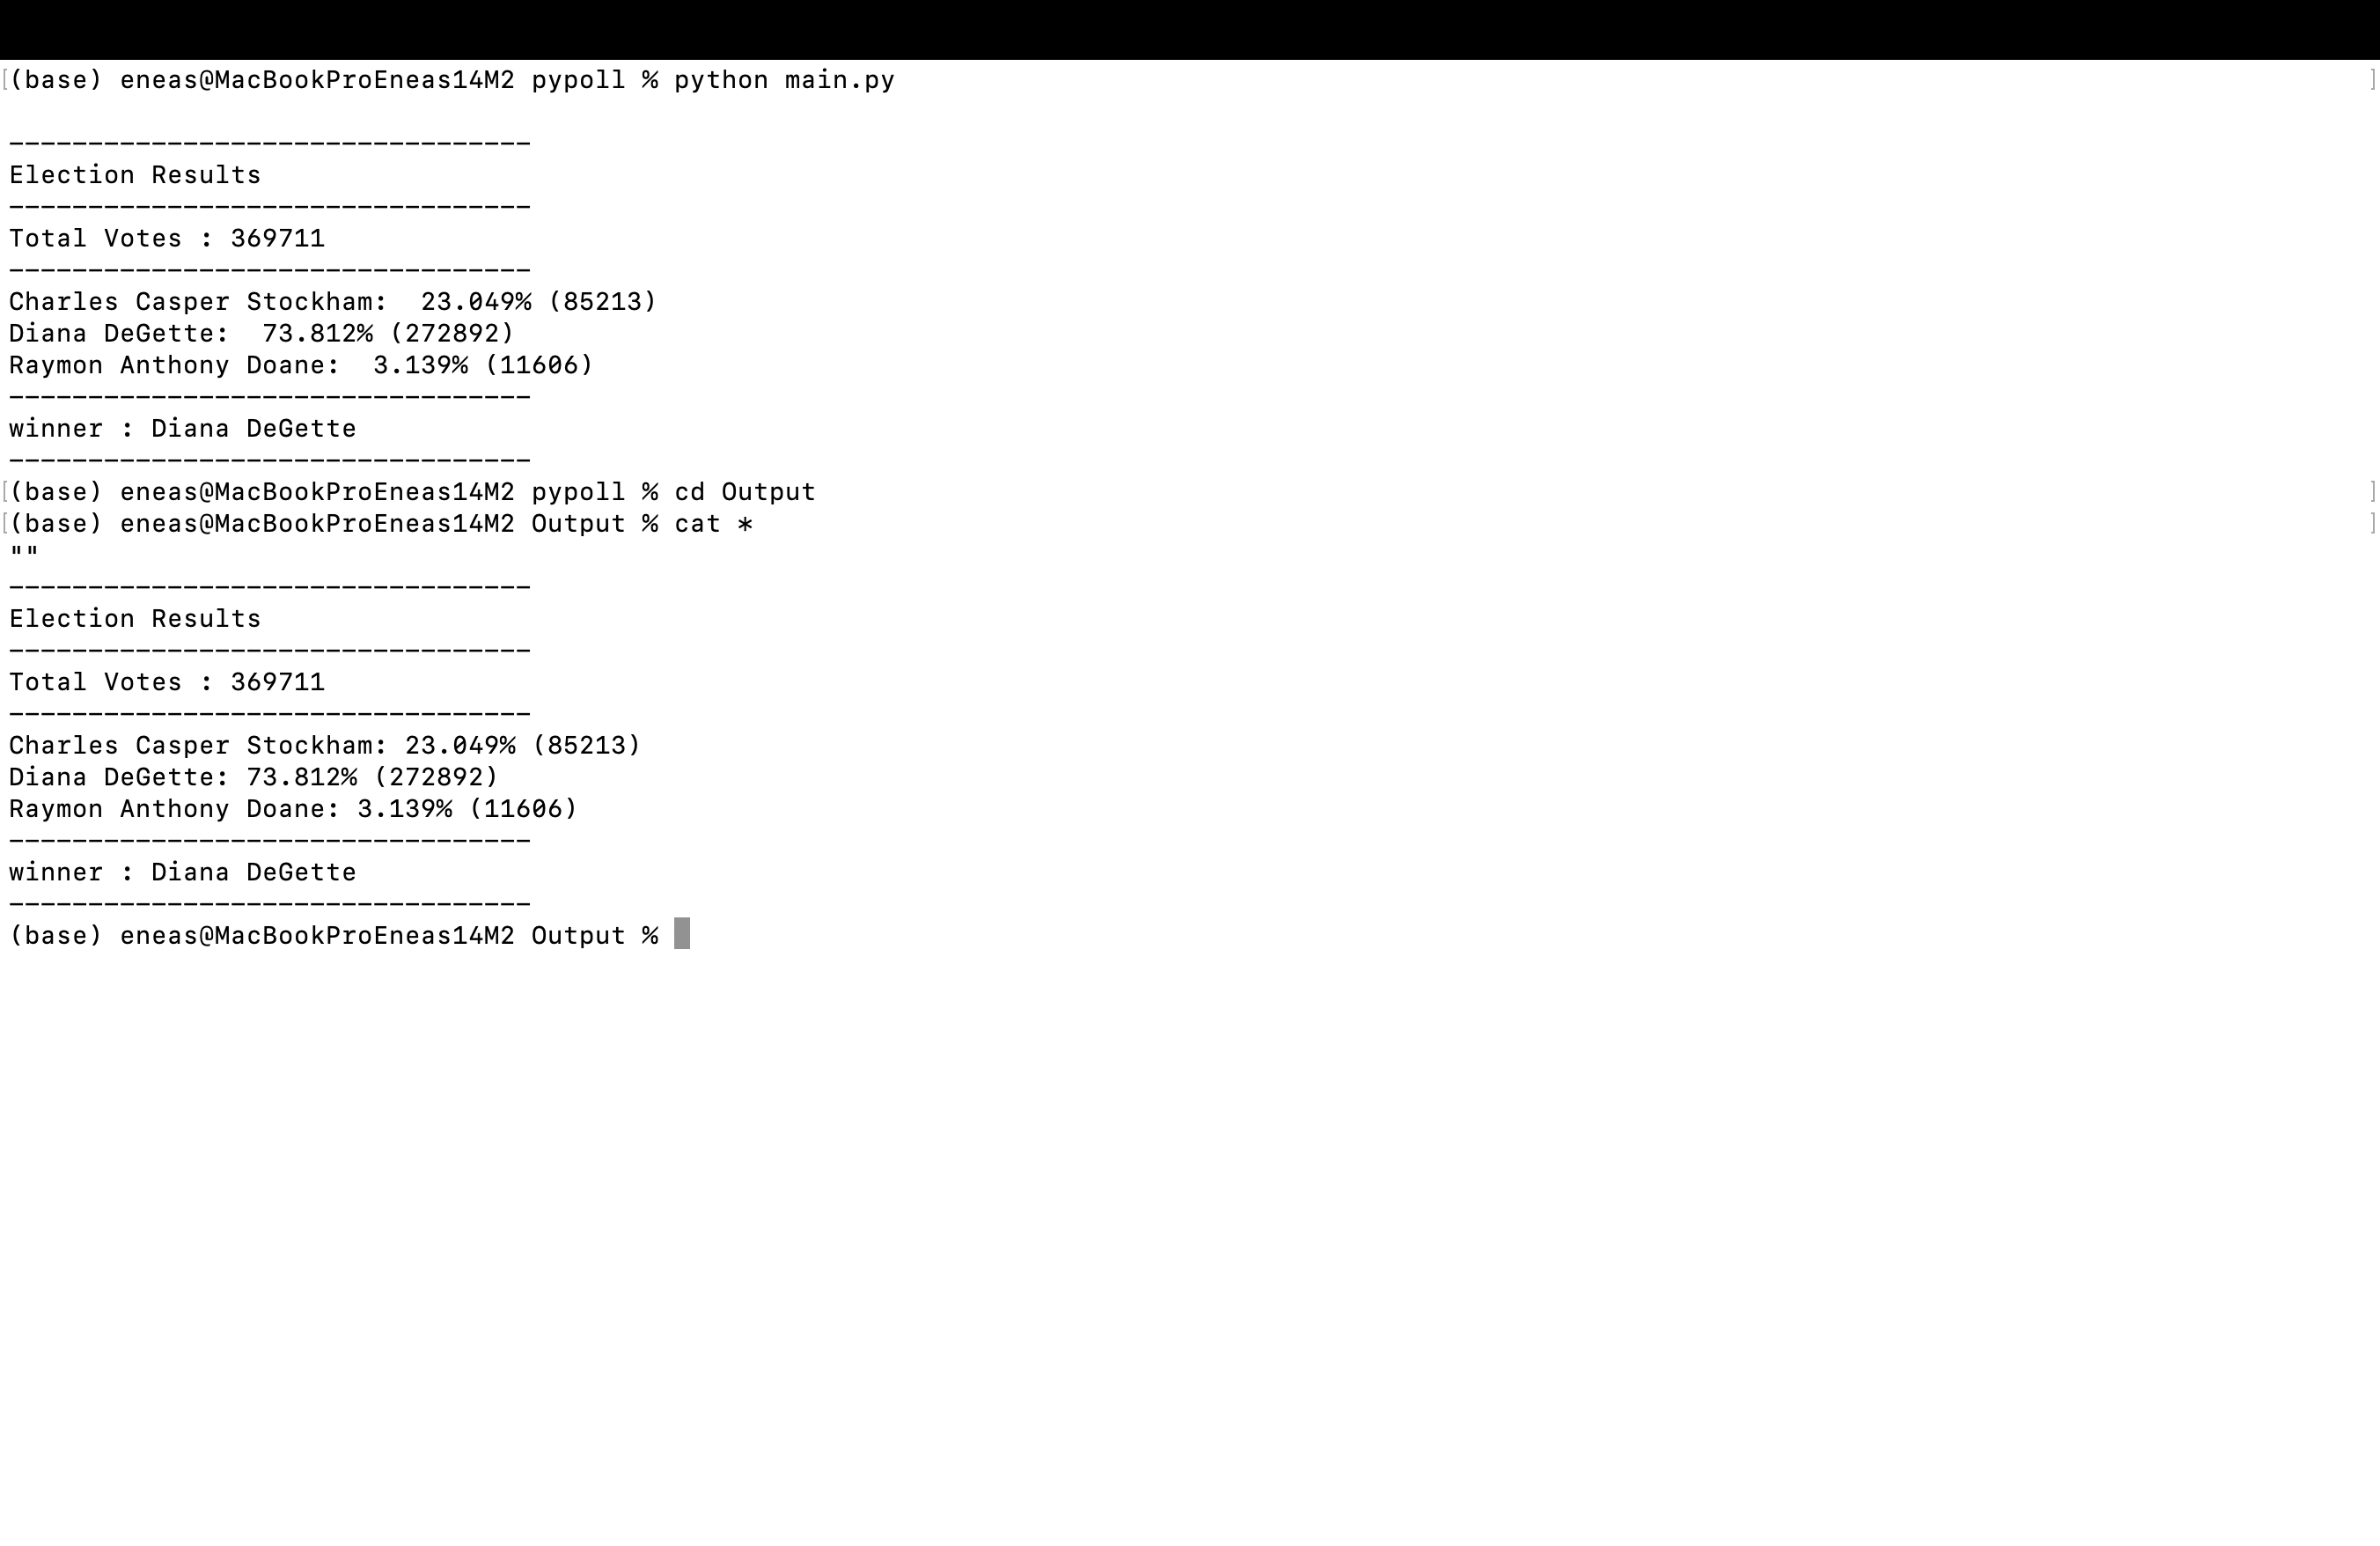 [(base) eneas@MacBookProEneas14M2 pypoll % python main.py ]
---------------------------------
Election Results
---------------------------------
Total Votes : 369711
---------------------------------
Charles Casper Stockham:  23.049% (85213)
Diana DeGette:  73.812% (272892)
Raymon Anthony Doane:  3.139% (11606)
---------------------------------
winner : Diana DeGette
---------------------------------
[(base) eneas@MacBookProEneas14M2 pypoll % cd Output ]
[(base) eneas@MacBookProEneas14M2 Output % cat * ]
""
---------------------------------
Election Results
---------------------------------
Total Votes : 369711
---------------------------------
Charles Casper Stockham: 23.049% (85213)
Diana DeGette: 73.812% (272892)
Raymon Anthony Doane: 3.139% (11606)
---------------------------------
winner : Diana DeGette
---------------------------------
(base) eneas@MacBookProEneas14M2 Output %